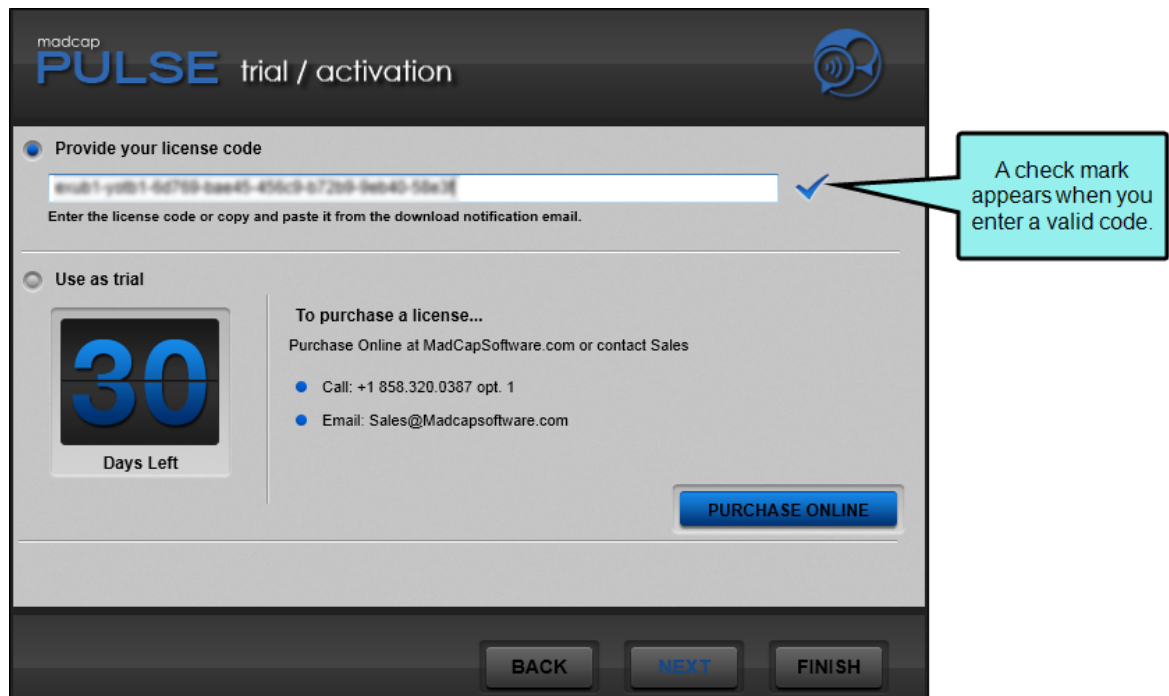 madcap
PULSE trial / activation
Provide your license code
Enter the license code or copy and paste it from the download notification email.
A check mark
appears when you
enter a valid code.
Use as trial
30
Days Left
To purchase a license...
Purchase Online at MadCapSoftware.com or contact Sales
Call: +1 858.320.0387 opt. 1
Email: Sales@Madcapsoftware.com
PURCHASE ONLINE
BACK NEXT FINISH